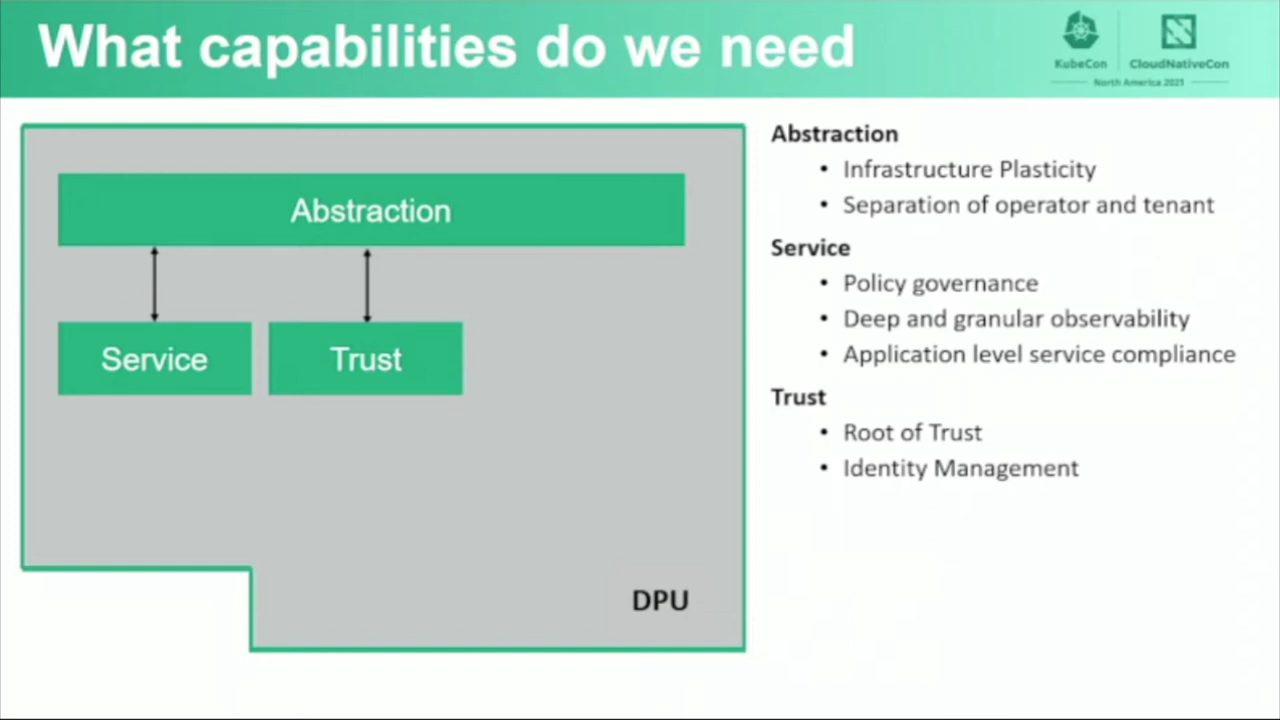 What capabilities do we need
KubeCon
CloudNativeCon
North America 2021
Abstraction
Service
Trust
DPU
Abstraction
• Infrastructure Plasticity
• Separation of operator and tenant
Service
• Policy governance
• Deep and granular observability
• Application level service compliance
Trust
• Root of Trust
• Identity Management